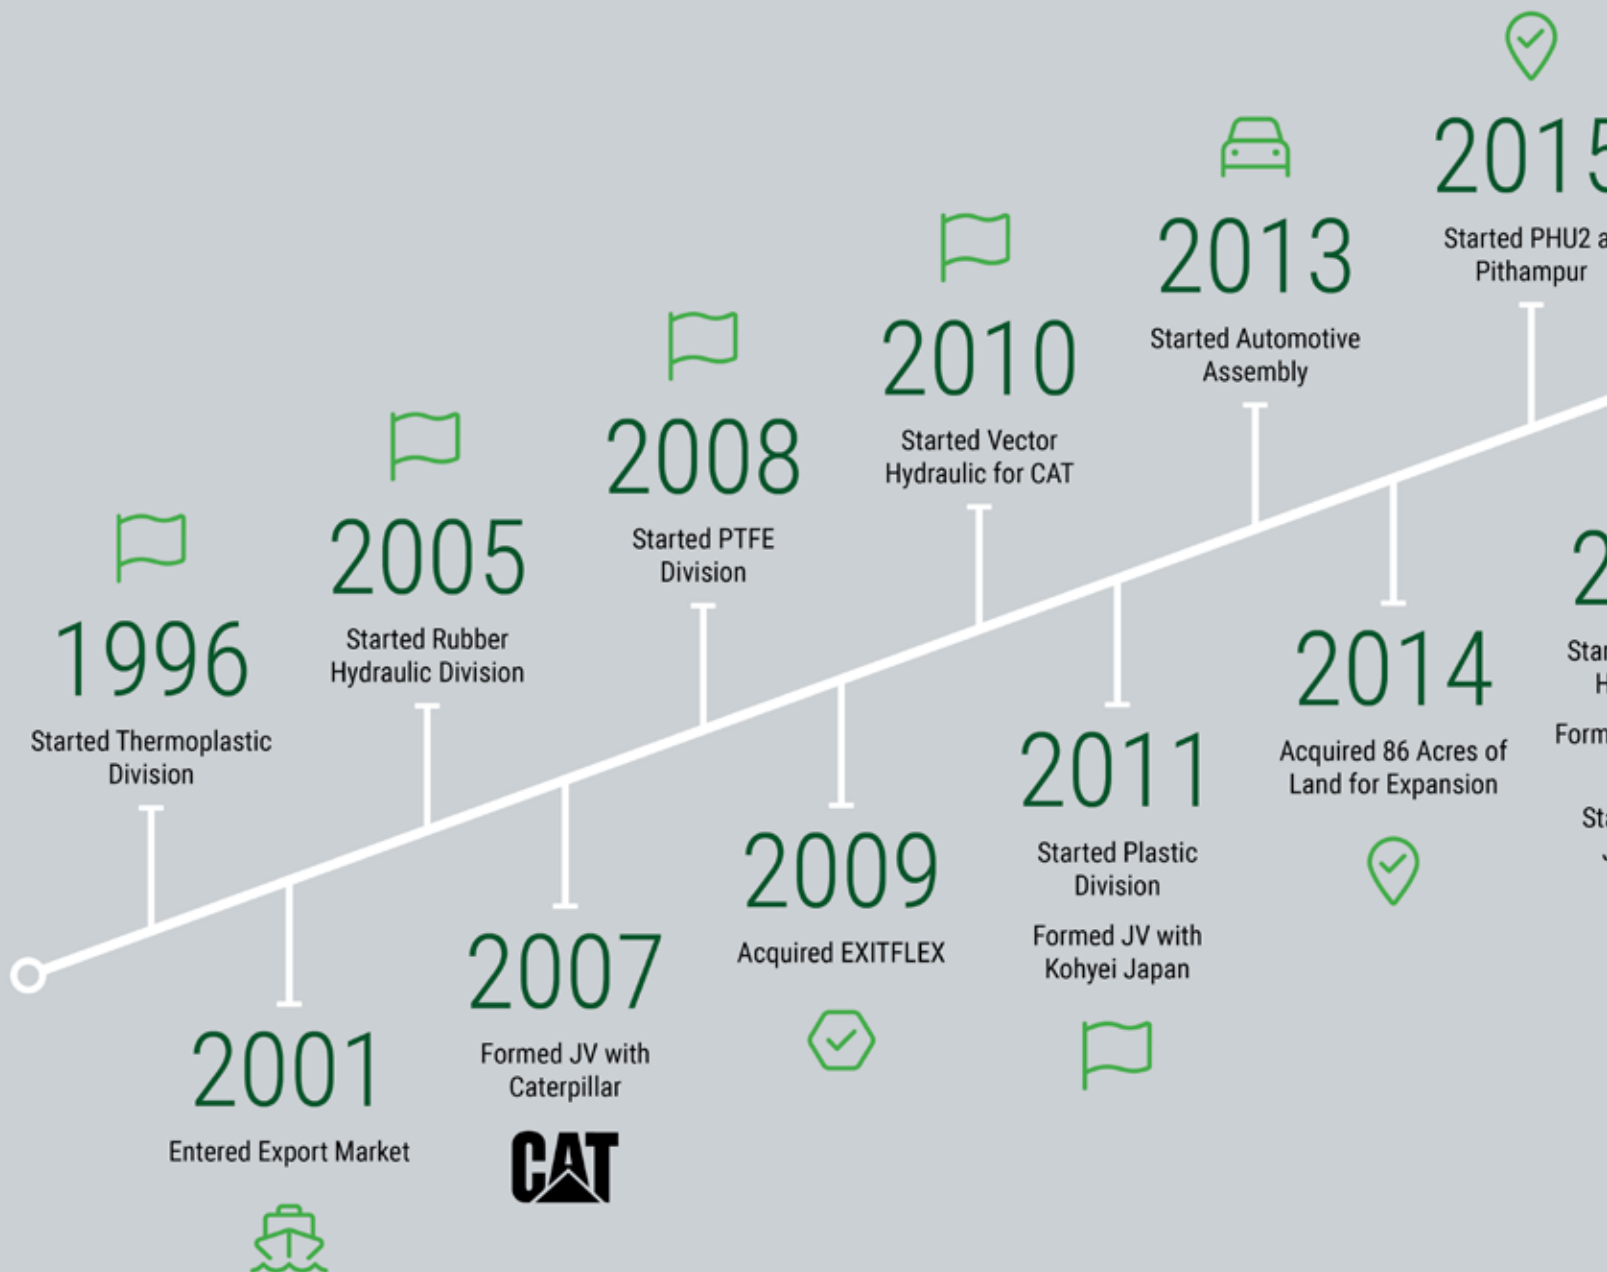 1996
Started Thermoplastic
Division
2001
Entered Export Market
2005
Started Rubber
Hydraulic Division
2007
Formed JV with
Caterpillar
CAT
2008
Started PTFE
Division
2009
Acquired EXITFLEX
2010
Started Vector
Hydraulic for CAT
2011
Started Plastic
Division
Formed JV with
Kohyei Japan
2013
Started Automotive
Assembly
2014
Acquired 86 Acres of
Land for Expansion
2015
Started PHU2
Pithampur